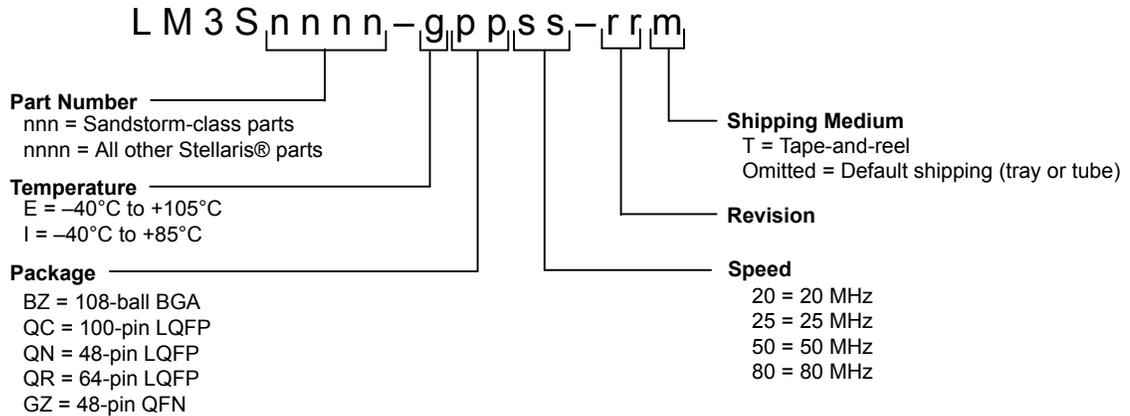 LM3Snnnn–gppss–rrm
Part Number
nnn = Sandstorm-class parts
nnnn = All other Stellaris® parts
Temperature
E = –40°C to +105°C
I = –40°C to +85°C
Package
BZ = 108-ball BGA
QC = 100-pin LQFP
QN = 48-pin LQFP
QR = 64-pin LQFP
GZ = 48-pin QFN
Shipping Medium
T = Tape-and-reel
Omitted = Default shipping (tray or tube)
Revision
Speed
20 = 20 MHz
25 = 25 MHz
50 = 50 MHz
80 = 80 MHz